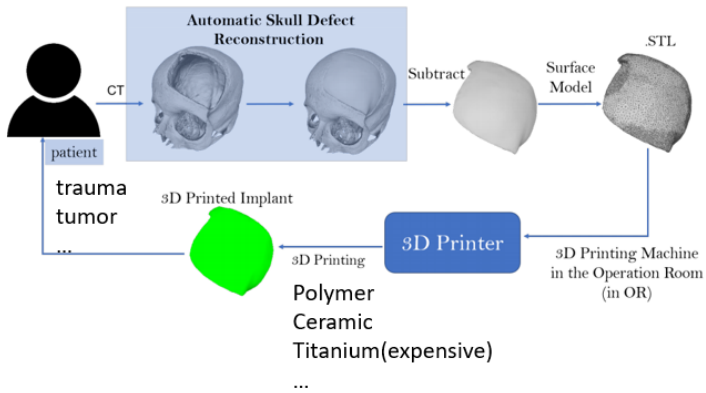 Automatic Skull Defect
Reconstruction
.STL
CT
Subtract
Surface
Model
patient
trauma
tumor
...
3D Printed Implant
3D Printing
3D Printer
3D Printing Machine
in the Operation Room
(in OR)
Polymer
Ceramic
Titanium(expensive)
...